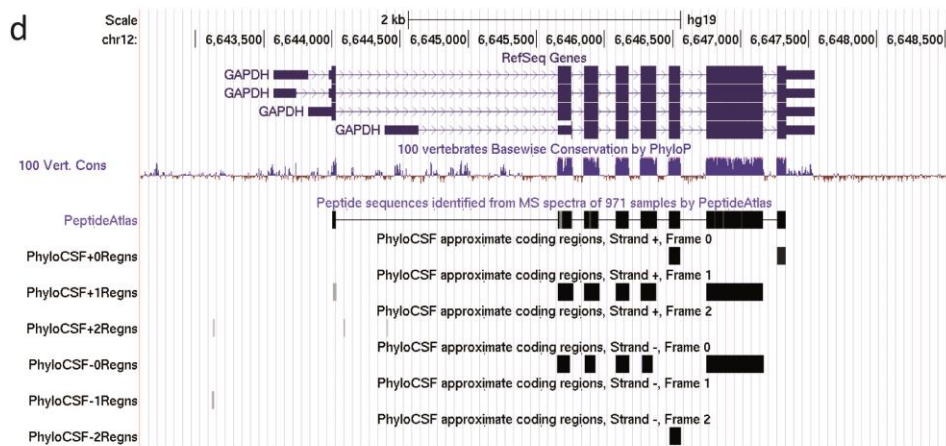 d
Scale 2 kb hg19
chr12: 6,643,500 6,644,000 6,644,500 6,645,000 6,645,500 6,646,000 6,646,500 6,647,000 6,647,500 6,648,000 6,648,500
RefSeq Genes
GAPDH
GAPDH
GAPDH
GAPDH
100 vertebrates Basewise Conservation by PhyloP
100 Vert. Cons
Peptide sequences identified from MS spectra of 971 samples by PeptideAtlas
PeptideAtlas
PhyloCSF approximate coding regions, Strand +, Frame 0
PhyloCSF+0Regns
PhyloCSF approximate coding regions, Strand +, Frame 1
PhyloCSF+1Regns
PhyloCSF approximate coding regions, Strand +, Frame 2
PhyloCSF+2Regns
PhyloCSF approximate coding regions, Strand -, Frame 0
PhyloCSF-0Regns
PhyloCSF approximate coding regions, Strand -, Frame 1
PhyloCSF-1Regns
PhyloCSF approximate coding regions, Strand -, Frame 2
PhyloCSF-2Regns